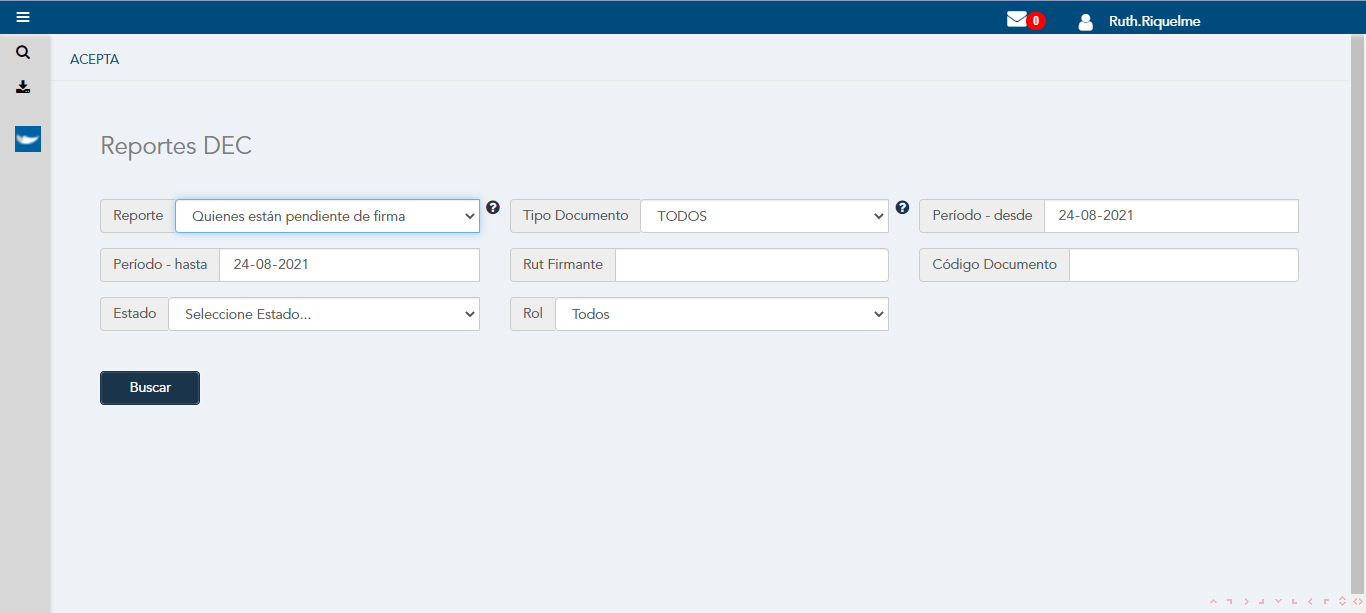 0 Ruth.Riquelme
ACEPTA
Reportes DEC
Reporte Quienes están pendiente de firma Tipo Documento TODOS Período - desde 24-08-2021
Período - hasta 24-08-2021 Rut Firmante Código Documento
Estado Seleccione Estado... Rol Todos
Buscar